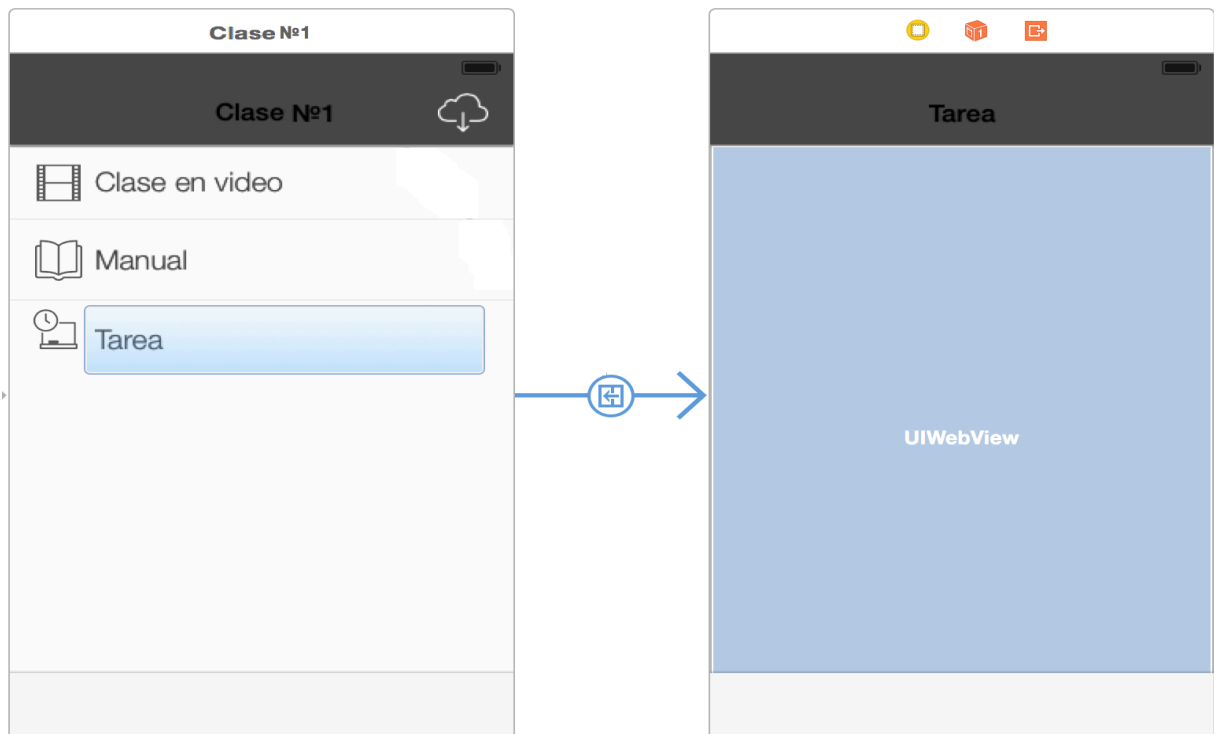 Clase Nº1
Clase Nº1
Clase en video
Manual
Tarea
Tarea
UIWebView